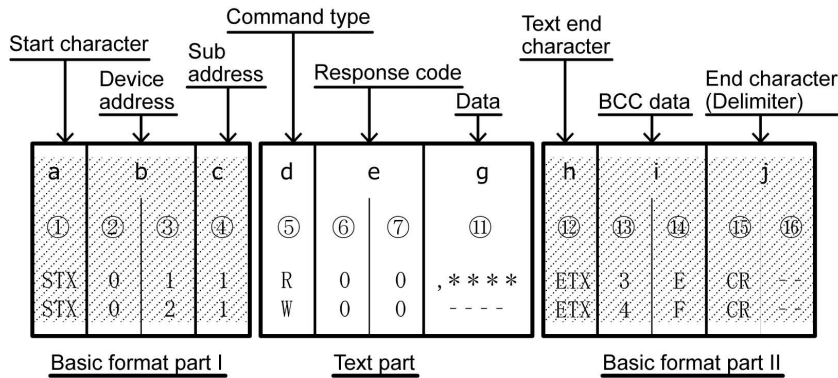 Command type
Text end
character
Start character
Sub
address
Device
address
Response code
Data
BCC data
End character
(Delimiter)
a b c d e g h i j
① ② ③ ④ ⑤ ⑥ ⑦ ⑪ ⑫ ⑬ ⑭ ⑮ ⑯
STX 0 1 1 R 0 0 ,**** ETX 3 E CR --
STX 0 2 1 W 0 0 ---- ETX 4 F CR --
Basic format part I Text part Basic format part II